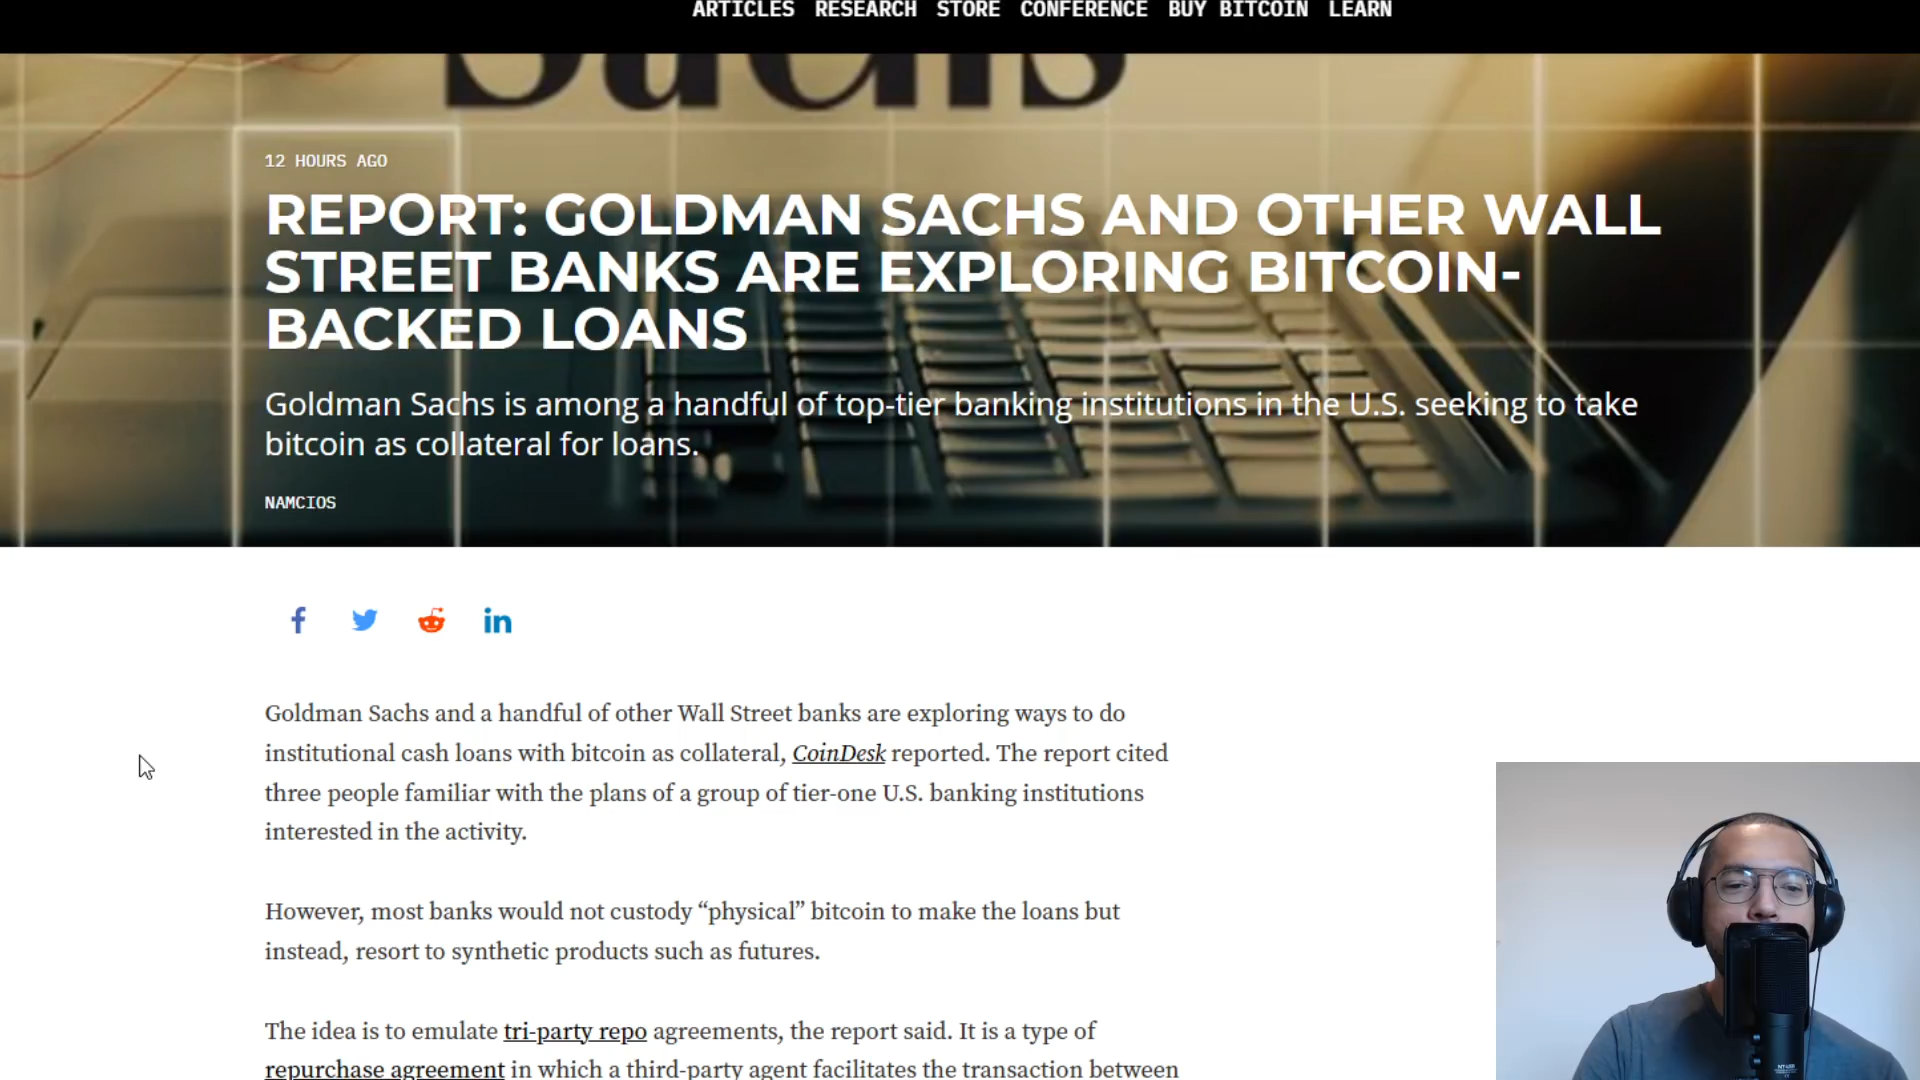 ARTICLES RESEARCH STORE CONFERENCE BUY BITCOIN LEARN
Sachs
12 HOURS AGO
REPORT: GOLDMAN SACHS AND OTHER WALL
STREET BANKS ARE EXPLORING BITCOIN-
BACKED LOANS
Goldman Sachs is among a handful of top-tier banking institutions in the U.S. seeking to take
bitcoin as collateral for loans.
NAMCIOS
Goldman Sachs and a handful of other Wall Street banks are exploring ways to do
institutional cash loans with bitcoin as collateral, CoinDesk reported. The report cited
three people familiar with the plans of a group of tier-one U.S. banking institutions
interested in the activity.
However, most banks would not custody “physical” bitcoin to make the loans but
instead, resort to synthetic products such as futures.
The idea is to emulate tri-party repo agreements, the report said. It is a type of
repurchase agreement in which a third-party agent facilitates the transaction between